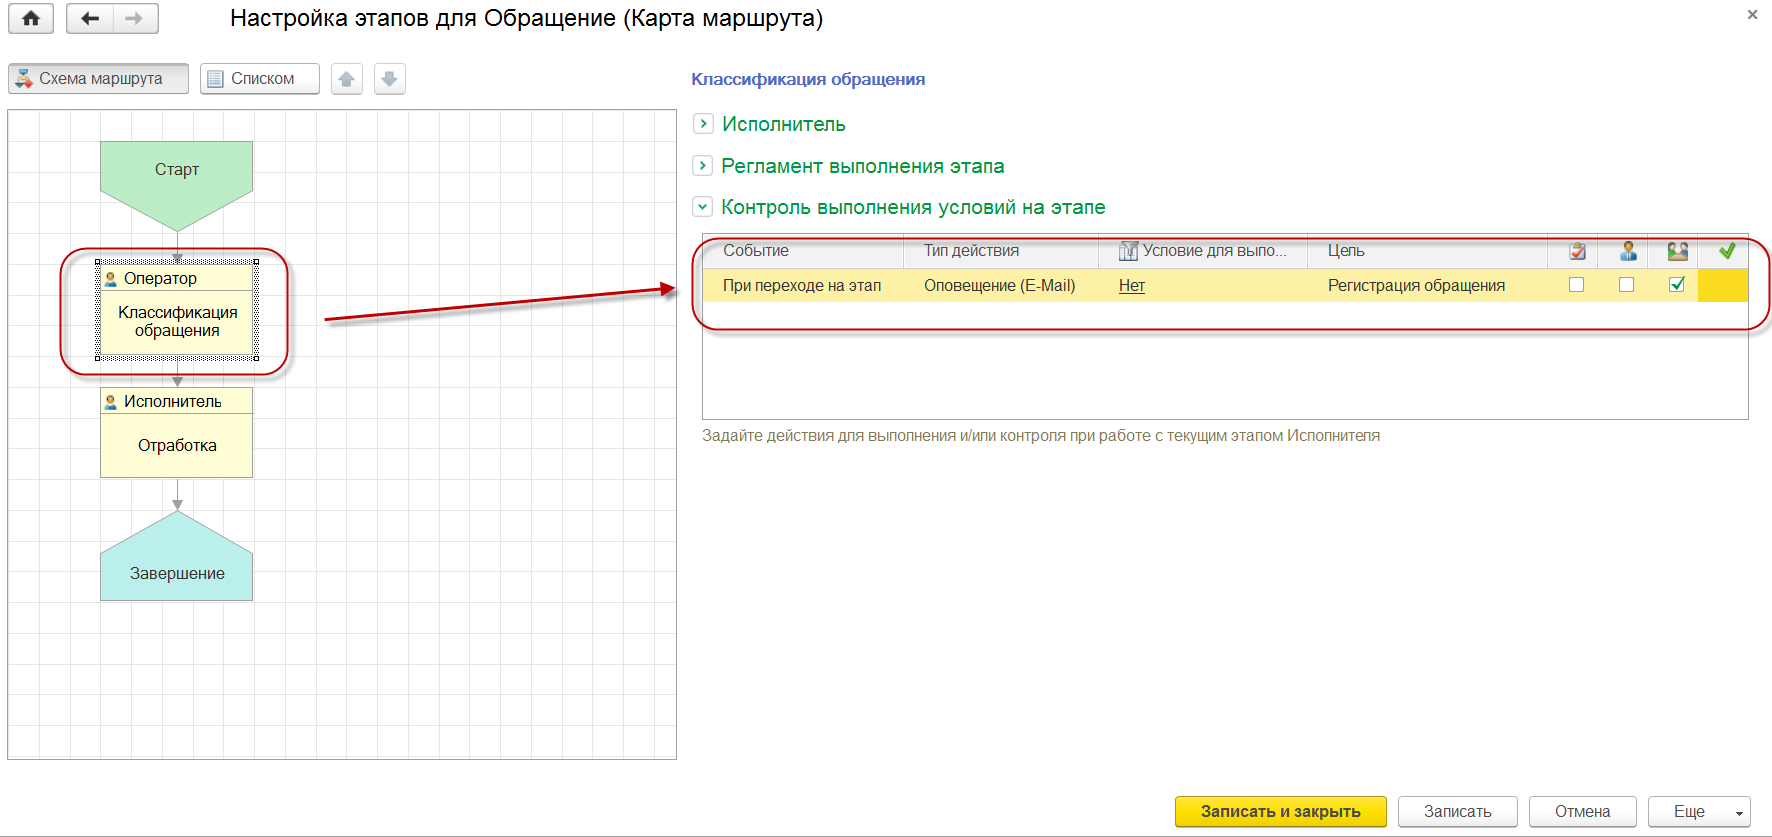 Настройка этапов для Обращение (Карта маршрута)
Схема маршрута
Списком
Старт
Оператор
Классификация
обращения
Исполнитель
Отработка
Завершение
Классификация обращения
Исполнитель
Регламент выполнения этапа
Контроль выполнения условий на этапе
Событие Тип действия Условие для выпо... Цель
При переходе на этап Оповещение (E-Mail) Нет Регистрация обращения
Задайте действия для выполнения и/или контроля при работе с текущим этапом Исполнителя
Записать и закрыть Записать Отмена Еще